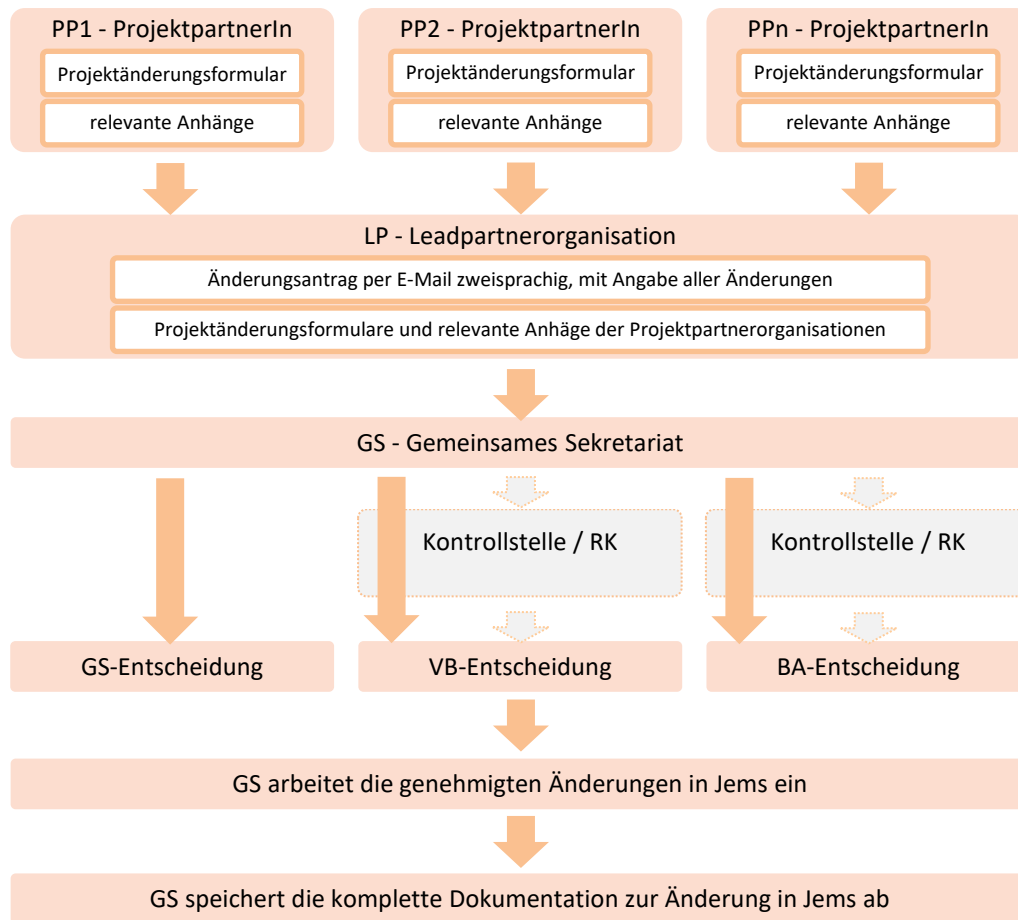 PP1 - ProjektpartnerIn
PP2 - ProjektpartnerIn
PPn - ProjektpartnerIn
Projektänderungsformular
Projektänderungsformular
Projektänderungsformular
relevante Anhänge
relevante Anhänge
relevante Anhänge
LP - Leadpartnerorganisation
Änderungsantrag per E-Mail zweisprachig, mit Angabe aller Änderungen
Projektänderungsformulare und relevante Anhäge der Projektpartnerorganisationen
GS - Gemeinsames Sekretariat
Kontrollstelle / RK
Kontrollstelle / RK
GS-Entscheidung
VB-Entscheidung
BA-Entscheidung
GS arbeitet die genehmigten Änderungen in Jems ein
GS speichert die komplette Dokumentation zur Änderung in Jems ab